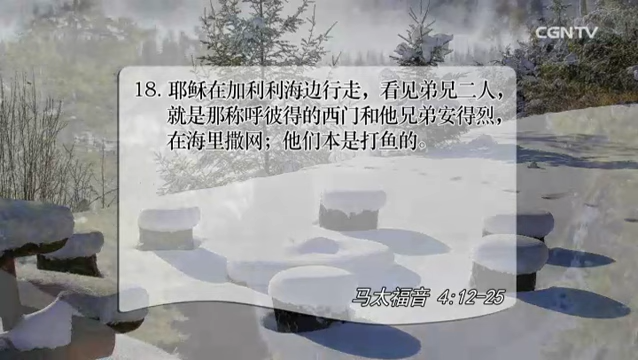 CGNTV
18. 耶稣在加利利海边行走，看见弟兄二人，
就是那称呼彼得的西门和他兄弟安得烈，
在海里撒网；他们本是打鱼的。
马太福音 4:12-25